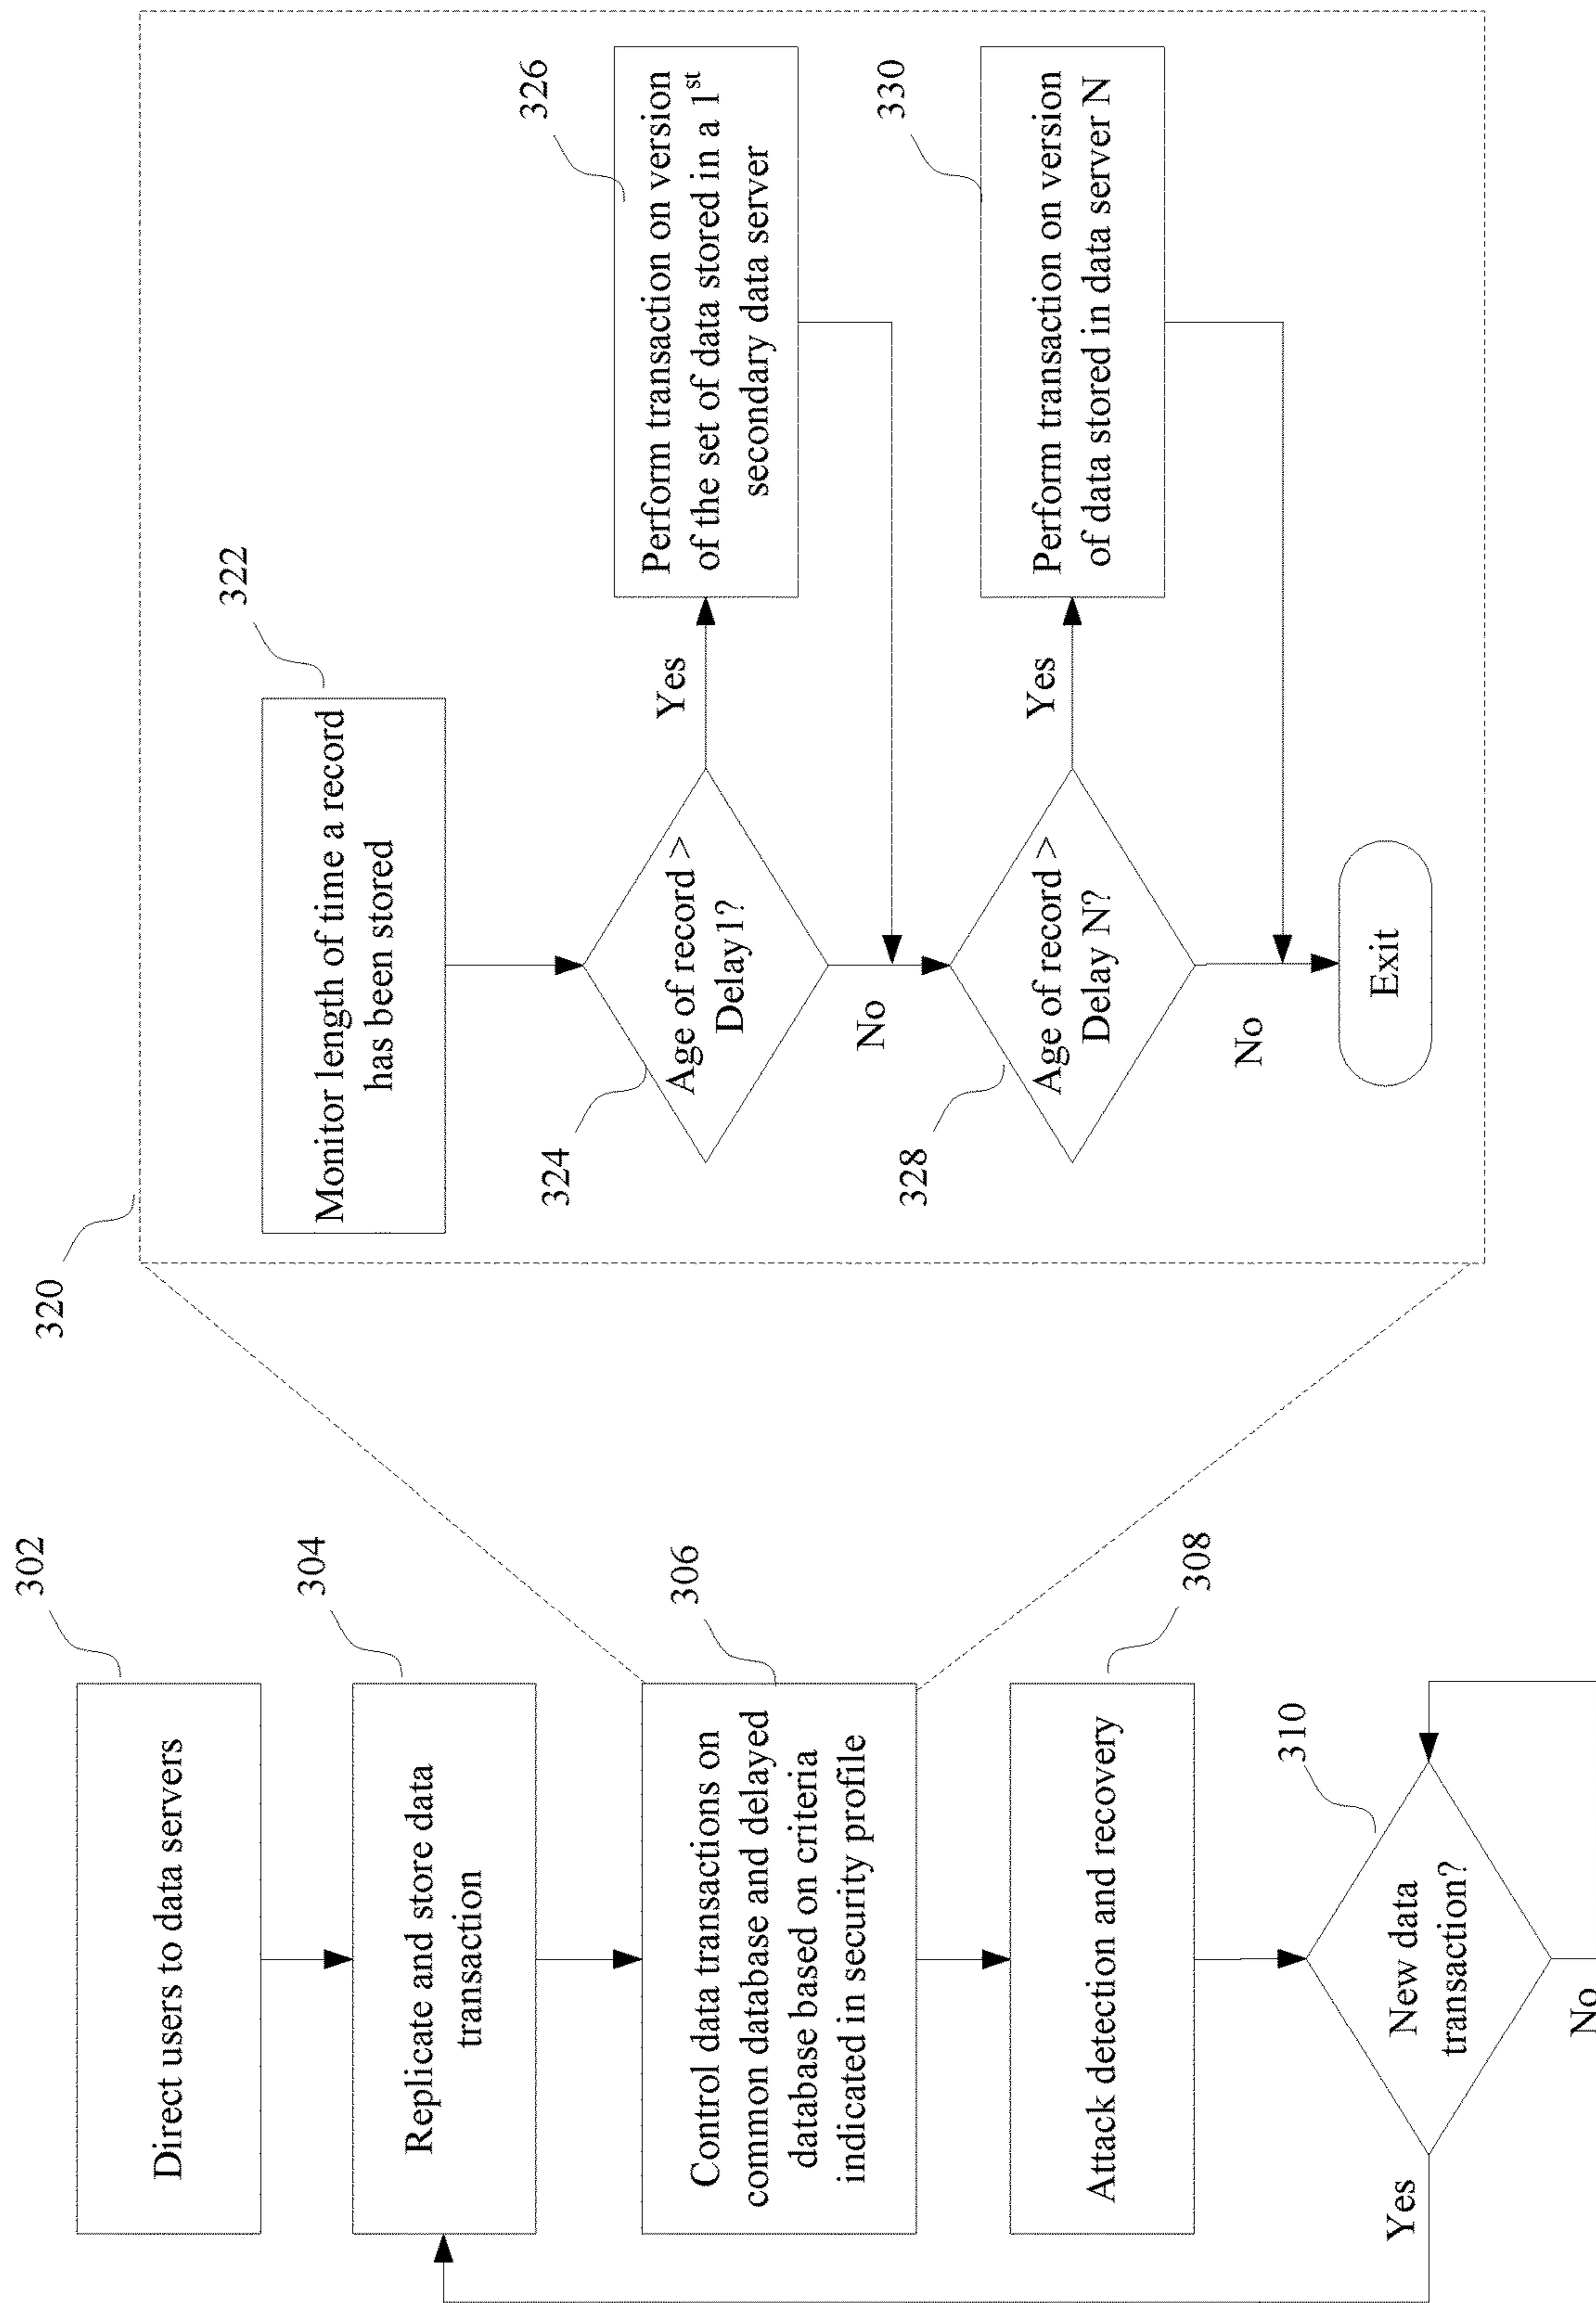 302
Direct users to data servers
304
Replicate and store data
transaction
306
Control data transactions on
common database and delayed
database based on criteria
indicated in security profile
308
Attack detection and recovery
310
New data
transaction?
Yes
No
320
322
Monitor length of time a record
has been stored
324
Age of record >
Delay1?
Yes
No
326
Perform transaction on version
of the set of data stored in a 1st
secondary data server
328
Age of record >
Delay N?
Yes
No
330
Perform transaction on version
of data stored in data server N
Exit